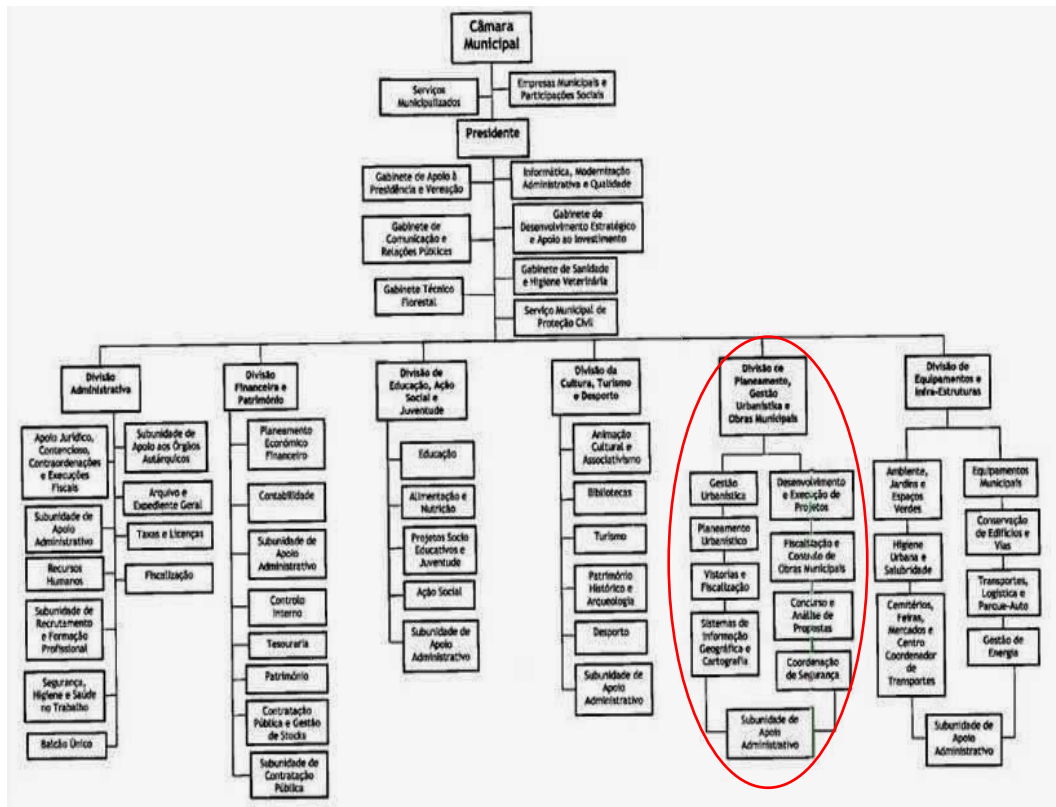 Câmara
Municipal
Serviços
Municipalizados
Empresas Municipais e
Participações Sociais
Presidente
Gabinete de Apoio à
Presidência e Vereação
Informática, Modernização
Administrativa e Qualidade
Gabinete de
Comunicação e
Relações Públicas
Gabinete de
Desenvolvimento Estratégico
e Apoio ao Investimento
Gabinete Técnico
Florestal
Gabinete de Sanidade
e Higiene Veterinária
Serviço Municipal de
Proteção Civil
Divisão
Administrativa
Apoio Jurídico,
Contencioso,
Contraordenações
e Execuções
Fiscais
Subunidade de
Apoio
Administrativo
Recursos
Humanos
Subunidade de
Recrutamento
e Formação
Profissional
Segurança,
Higiene e Saúde
no Trabalho
Balcão Único
Subunidade de
Apoio aos Órgãos
Autárquicos
Arquivo e
Expediente Geral
Taxas e Licenças
Fiscalização
Divisão
Financeira e
Património
Planeamento
Económico
Financeiro
Contabilidade
Subunidade de
Apoio
Administrativo
Controlo
Interno
Tesouraria
Património
Contratação
Pública e Gestão
de Stocks
Subunidade de
Contratação
Pública
Divisão de
Educação, Ação
Social e
Juventude
Educação
Alimentação e
Nutrição
Projetos Socio
Educativos e
Juventude
Ação Social
Subunidade de
Apoio
Administrativo
Divisão da
Cultura, Turismo
e Desporto
Animação
Cultural e
Associativismo
Bibliotecas
Turismo
Património
Histórico e
Arqueologia
Desporto
Subunidade de
Apoio
Administrativo
Divisão de
Planeamento,
Gestão
Urbanística e
Obras Municipais
Gestão
Urbanística
Planeamento
Urbanístico
Vistorias e
Fiscalização
Sistemas de
Informação
Geográfica e
Cartografia
Desenvolvimento
e Execução de
Projetos
Fiscalização e
Controlo de
Obras Municipais
Concurso e
Análise de
Propostas
Coordenação
de Segurança
Subunidade de
Apoio
Administrativo
Divisão de
Equipamentos e
Infra-Estruturas
Ambiente,
Jardins e
Espaços
Verdes
Higiene
Urbana e
Salubridade
Cemitérios,
Feiras,
Mercados e
Centro
Coordenador
de
Transportes
Equipamentos
Municipais
Conservação
de Edifícios e
Vias
Transportes,
Logística e
Parque-Auto
Gestão de
Energia
Subunidade de
Apoio
Administrativo